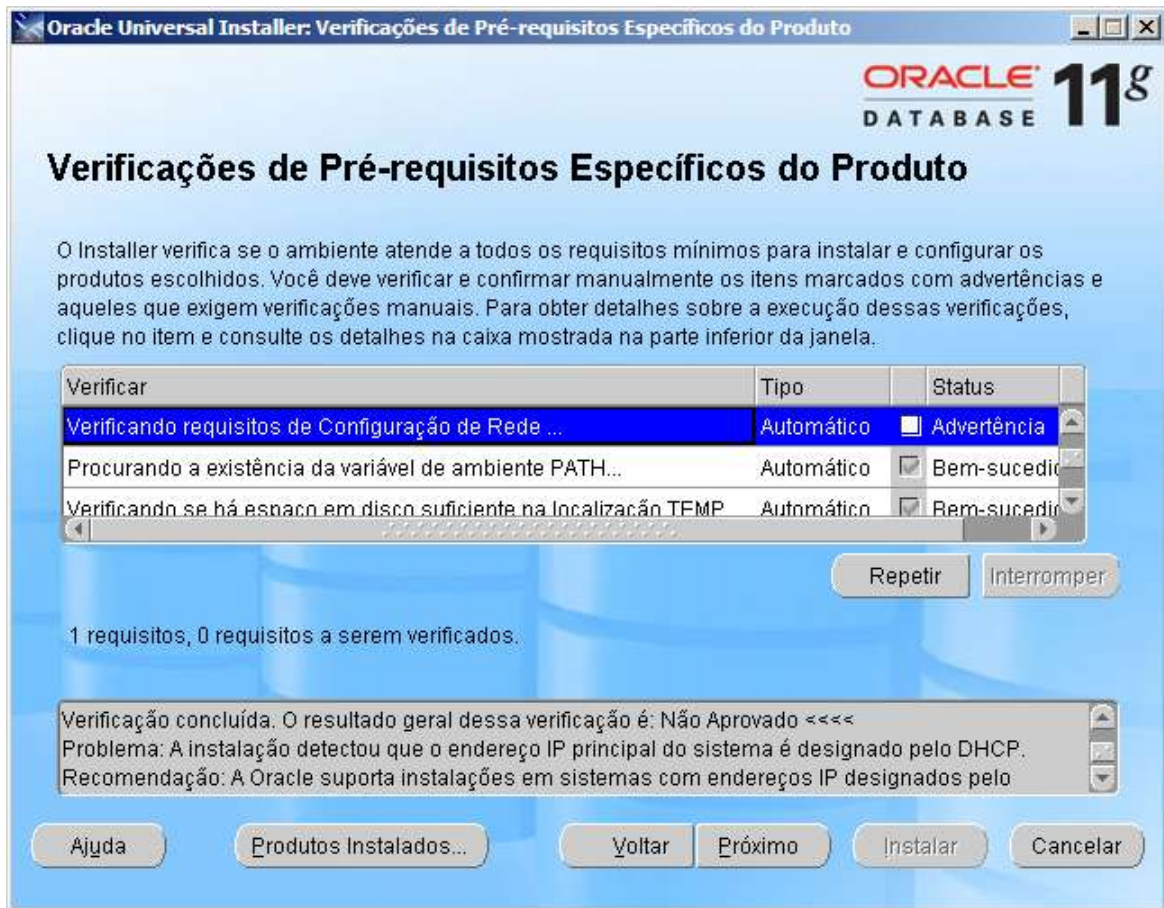 Oracle Universal Installer: Verificações de Pré-requisitos Específicos do Produto
ORACLE
DATABASE
11g
Verificações de Pré-requisitos Específicos do Produto
O Installer verifica se o ambiente atende a todos os requisitos mínimos para instalar e configurar os
produtos escolhidos. Você deve verificar e confirmar manualmente os itens marcados com advertências e
aqueles que exigem verificações manuais. Para obter detalhes sobre a execução dessas verificações,
clique no item e consulte os detalhes na caixa mostrada na parte inferior da janela.
Verificar Tipo Status
Verificando requisitos de Configuração de Rede ... Automático Advertência
Procurando a existência da variável de ambiente PATH... Automático Bem-sucedid
Verificando se há espaço em disco suficiente na localização TEMP Automático Bem-sucedid
Repetir Interromper
1 requisitos, 0 requisitos a serem verificados.
Verificação concluída. O resultado geral dessa verificação é: Não Aprovado <<<<
Problema: A instalação detectou que o endereço IP principal do sistema é designado pelo DHCP.
Recomendação: A Oracle suporta instalações em sistemas com endereços IP designados pelo
Ajuda Produtos Instalados... Voltar Próximo Instalar Cancelar